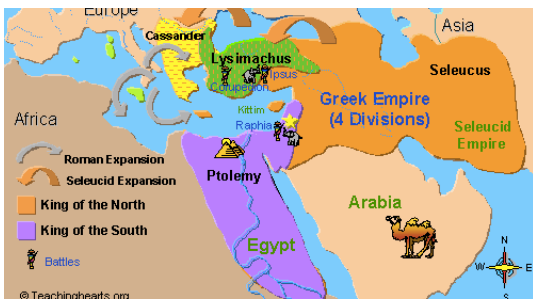 Europe
Asia
Cassander
Lysimachus
Ipsus
Seleucus
Corupedion
Kittim
Greek Empire
(4 Divisions)
Raphia
Africa
Seleucid
Empire
Roman Expansion
Seleucid Expansion
Ptolemy
King of the North
Arabia
King of the South
Egypt
N
Battles
W
E
S
© Teachinghearts.org